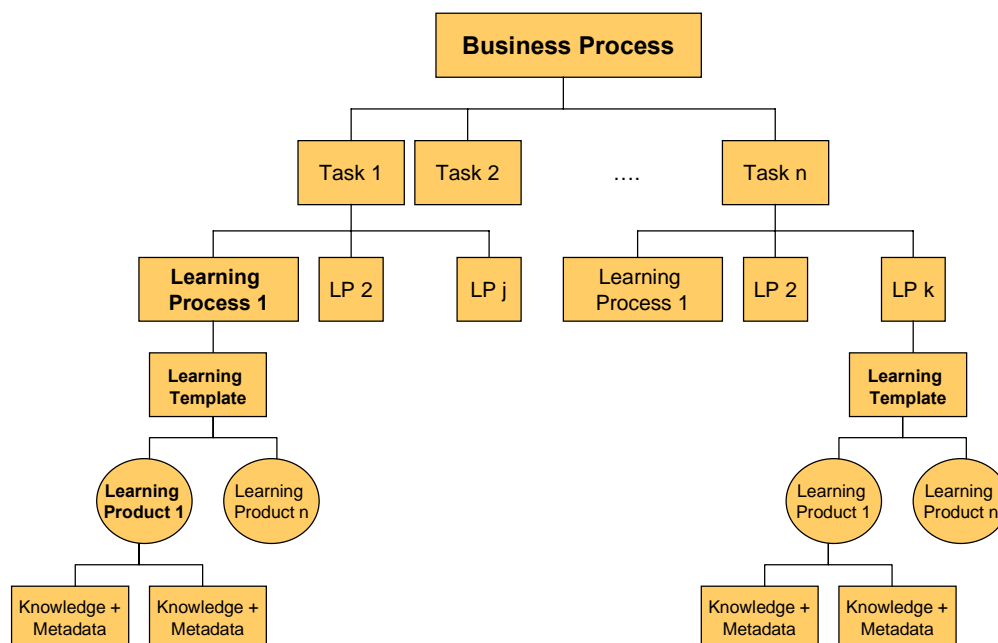 Business Process
Task 1
Task 2
....
Task n
Learning
Process 1
LP 2
LP j
Learning
Process 1
LP 2
LP k
Learning
Template
Learning
Template
Learning
Product 1
Learning
Product n
Learning
Product 1
Learning
Product n
Knowledge +
Metadata
Knowledge +
Metadata
Knowledge +
Metadata
Knowledge +
Metadata